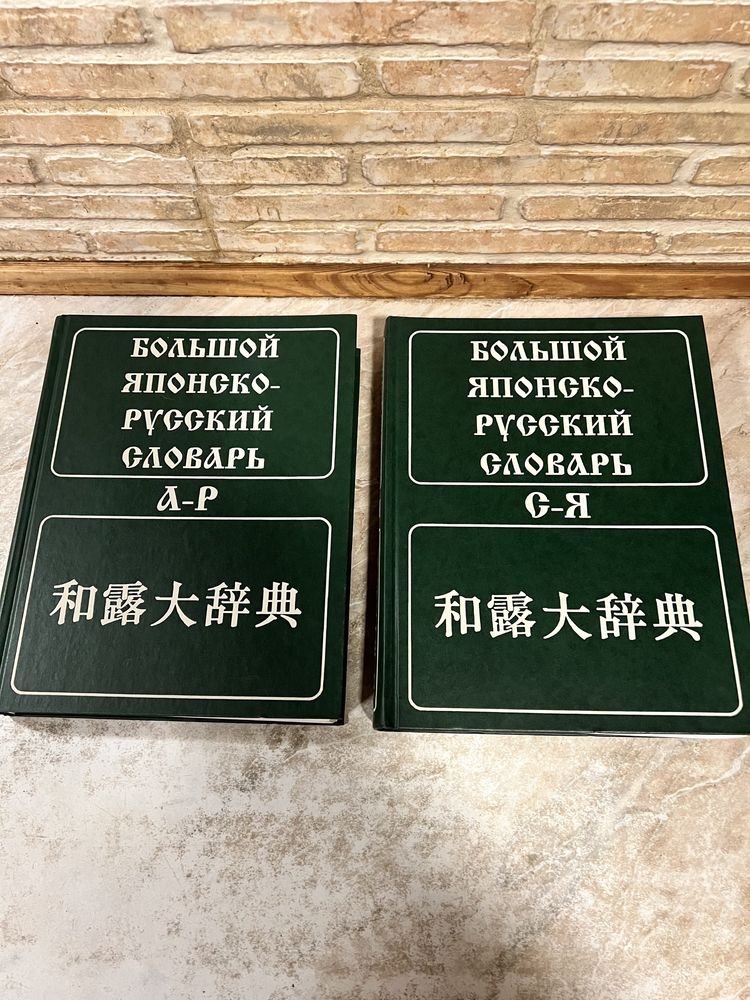 БОЛЬШОЙ
ЯПОНСКО-
РУССКИЙ
СЛОВАРЬ
А-Р
和露大辞典
БОЛЬШОЙ
ЯПОНСКО-
РУССКИЙ
СЛОВАРЬ
С-Я
和露大辞典